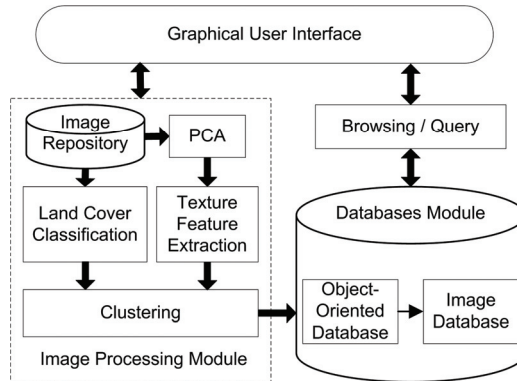 Graphical User Interface
Image
Repository
PCA
Browsing / Query
Land Cover
Classification
Texture
Feature
Extraction
Databases Module
Clustering
Object-
Oriented
Database
Image
Database
Image Processing Module